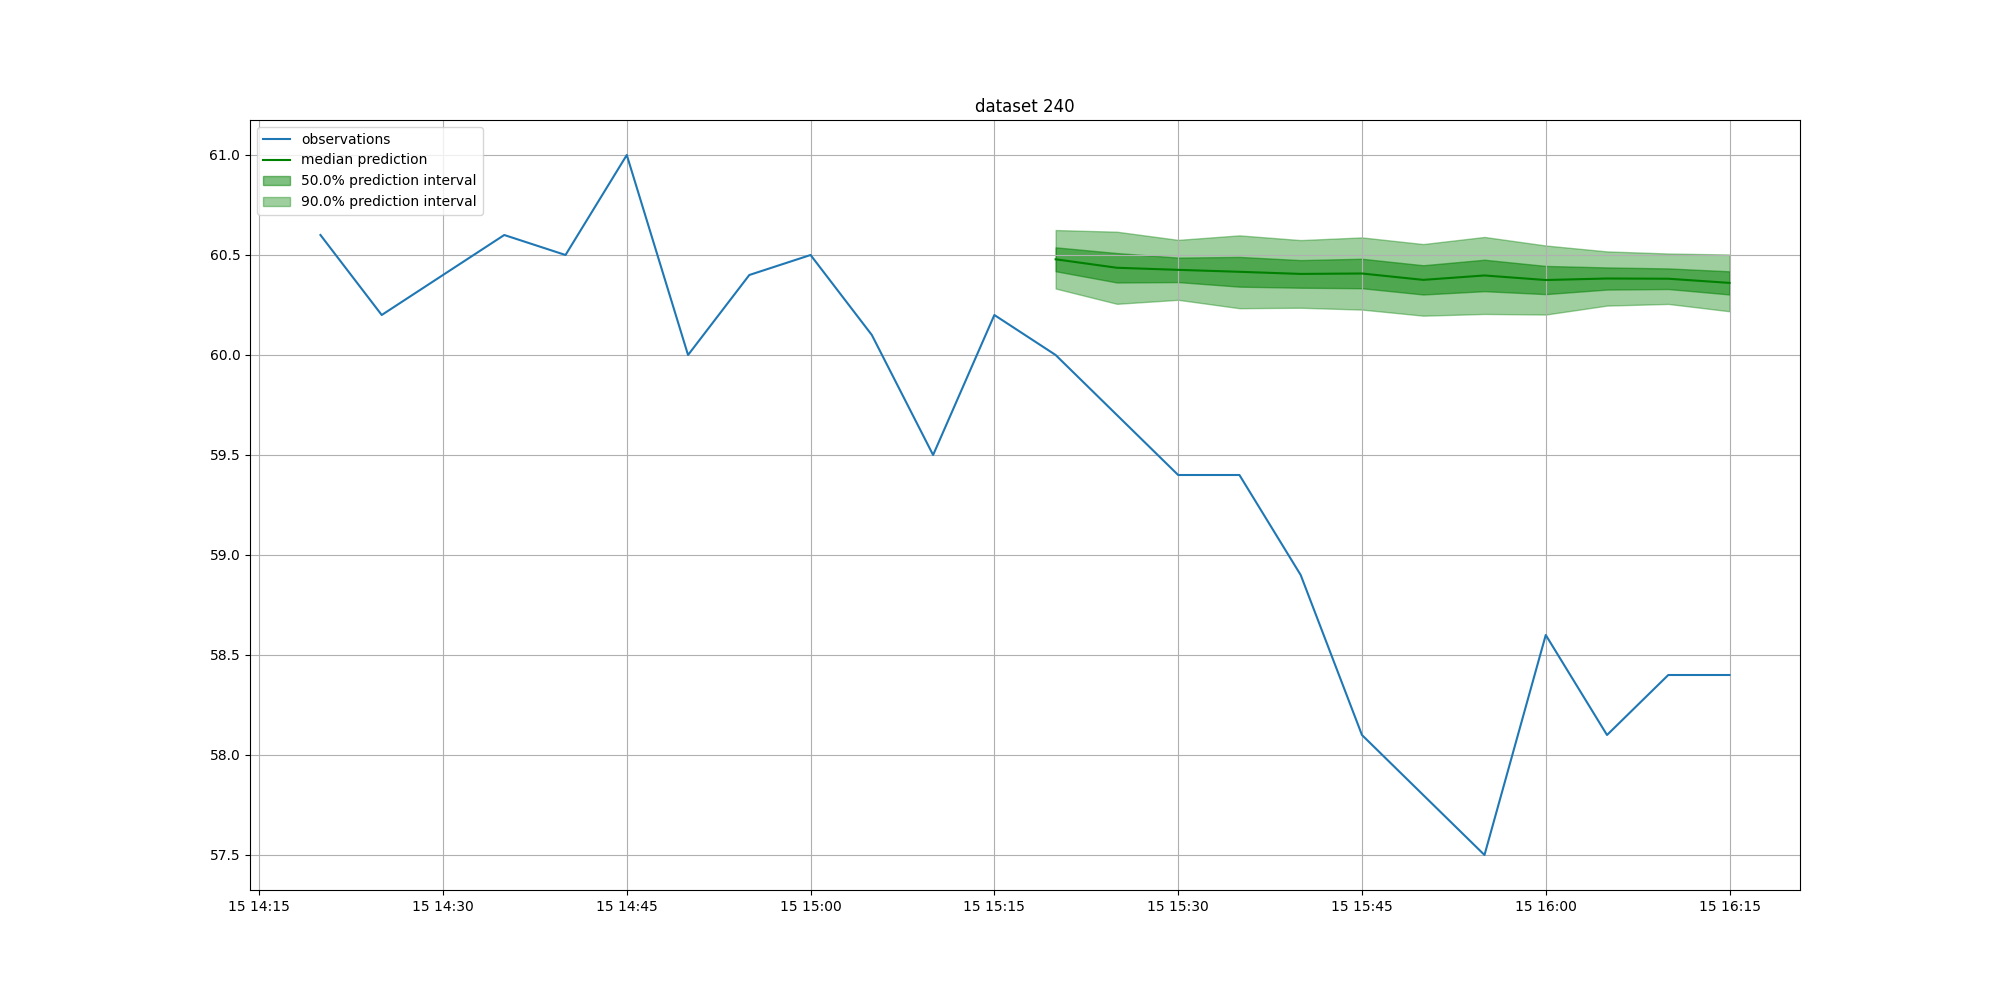 dataset 240
observations
median prediction
50.0% prediction interval
90.0% prediction interval
61.0
60.5
60.0
59.5
59.0
58.5
58.0
57.5
15 14:15 15 14:30 15 14:45 15 15:00 15 15:15 15 15:30 15 15:45 15 16:00 15 16:15